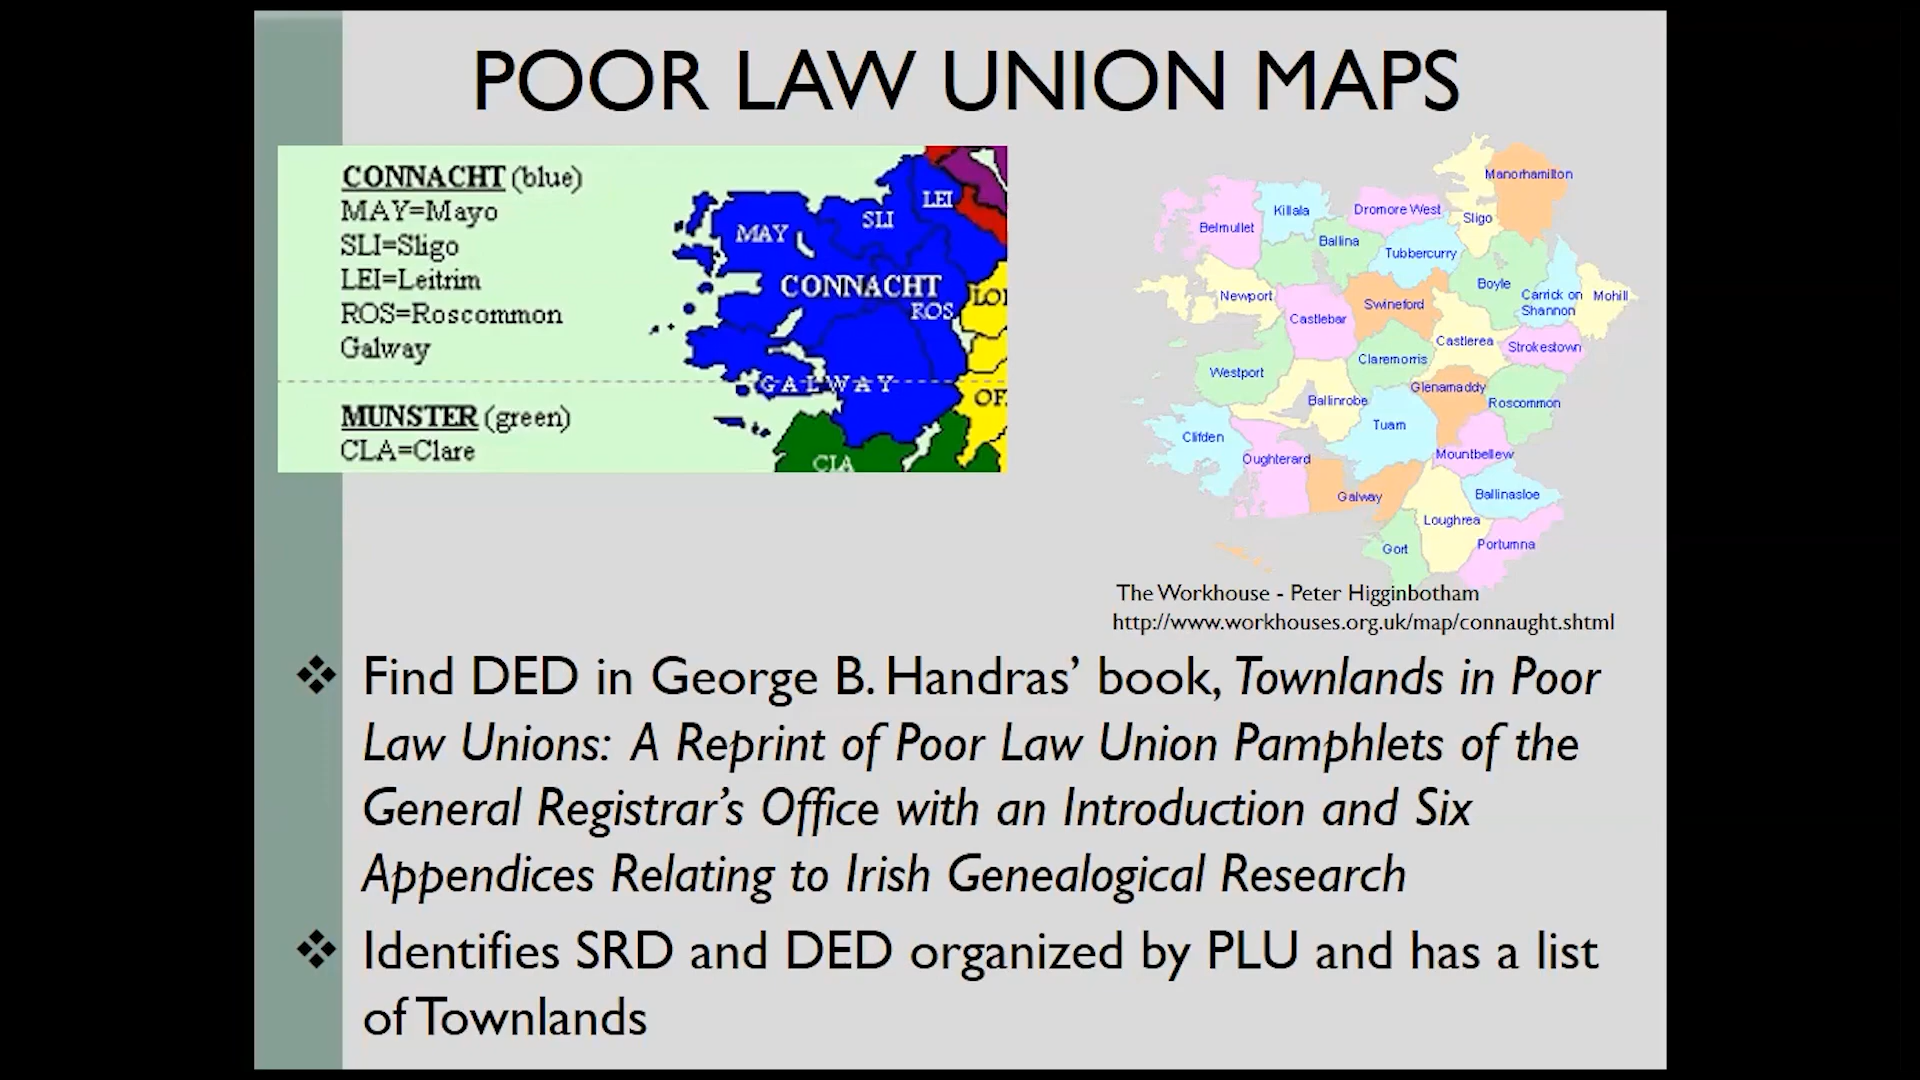 POOR LAW UNION MAPS
CONNACHT (blue)
MAY=Mayo
SLI=Sligo
LEI=Leitrim
ROS=Roscommon
Galway
MUNSTER (green)
CLA=Clare
LEI
SLI
MAY
CONNACHT
ROS
LO
GALWAY
OF
CLA
Manorhamilton
Sligo
Dromore West
Killala
Belmullet
Ballina
Tubbercurry
Boyle
Carrick on
Shannon
Mohill
Newport
Castlebar
Swineford
Castlerea
Strokestown
Claremorris
Westport
Glenamaddy
Roscommon
Ballinrobe
Tuam
Clifden
Oughterard
Mountbellew
Galway
Ballinasloe
Loughrea
Gort
Portumna
The Workhouse - Peter Higginbotham
http://www.workhouses.org.uk/map/connaught.shtml
❖ Find DED in George B. Handras’ book, Townlands in Poor
Law Unions: A Reprint of Poor Law Union Pamphlets of the
General Registrar’s Office with an Introduction and Six
Appendices Relating to Irish Genealogical Research
❖ Identifies SRD and DED organized by PLU and has a list
of Townlands